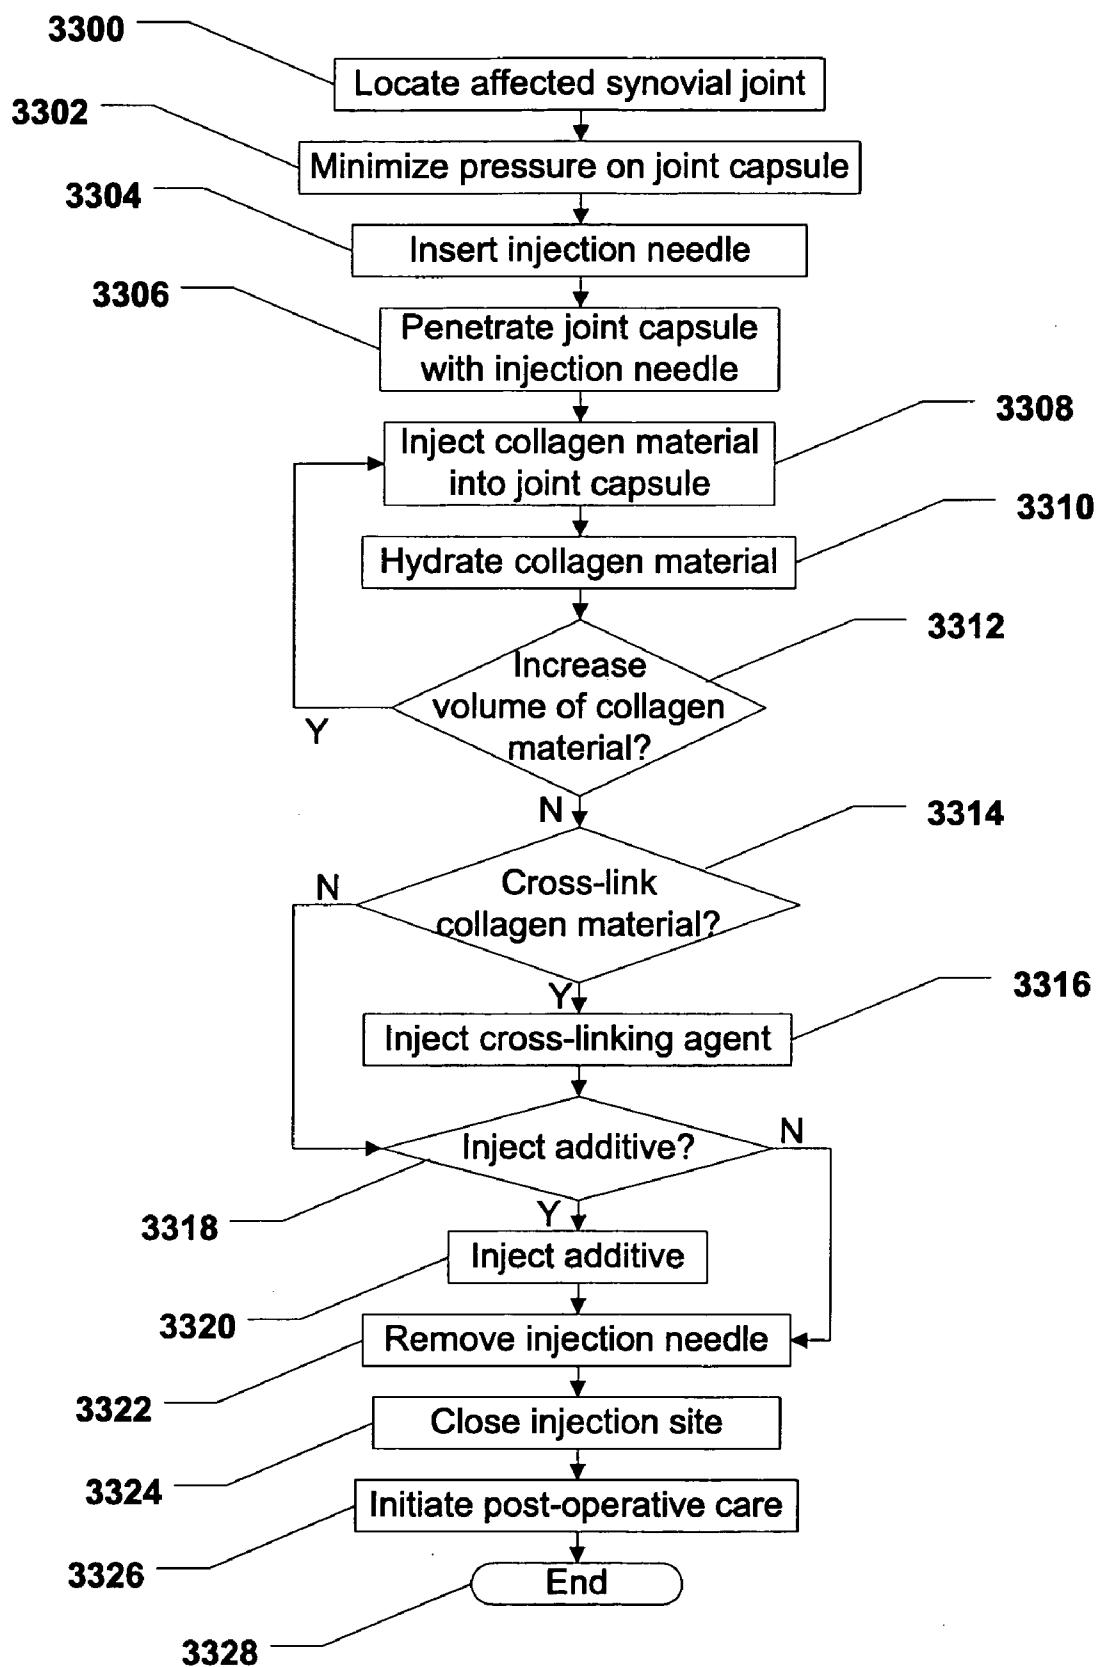 3300
Locate affected synovial joint
3302
Minimize pressure on joint capsule
3304
Insert injection needle
3306
Penetrate joint capsule
with injection needle
3308
Inject collagen material
into joint capsule
3310
Hydrate collagen material
3312
Increase
volume of collagen
material?
Y
N
3314
Cross-link
collagen material?
N
Y
3316
Inject cross-linking agent
Inject additive?
N
3318
Y
Inject additive
3320
Remove injection needle
3322
Close injection site
3324
Initiate post-operative care
3326
End
3328